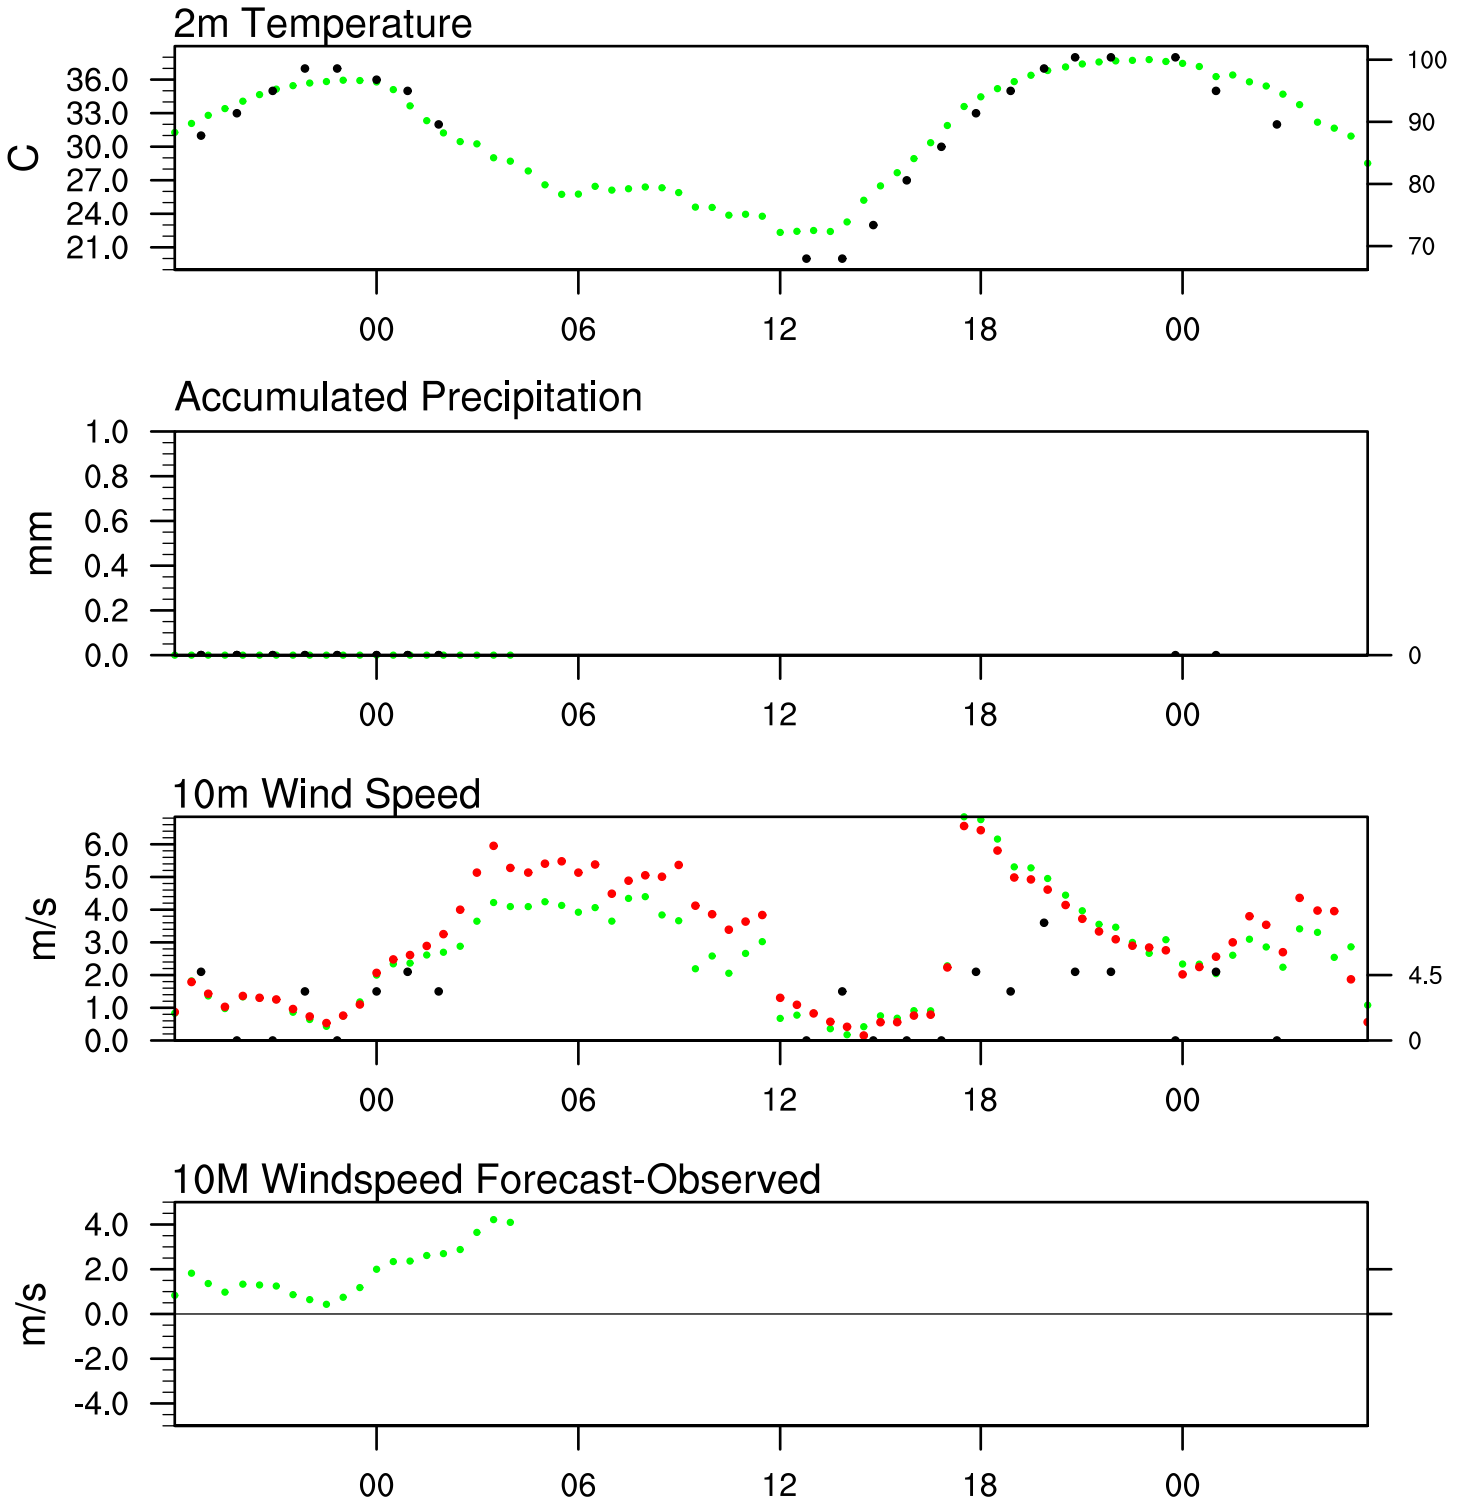 2m Temperature
36.0
33.0
30.0
27.0
24.0
21.0
C
100
90
80
70
00 06 12 18 00
Accumulated Precipitation
1.0
0.8
0.6
0.4
0.2
0.0
mm
0
00 06 12 18 00
10m Wind Speed
6.0
5.0
4.0
3.0
2.0
1.0
0.0
m/s
4.5
0
00 06 12 18 00
10M Windspeed Forecast-Observed
4.0
2.0
0.0
-2.0
-4.0
m/s
00 06 12 18 00